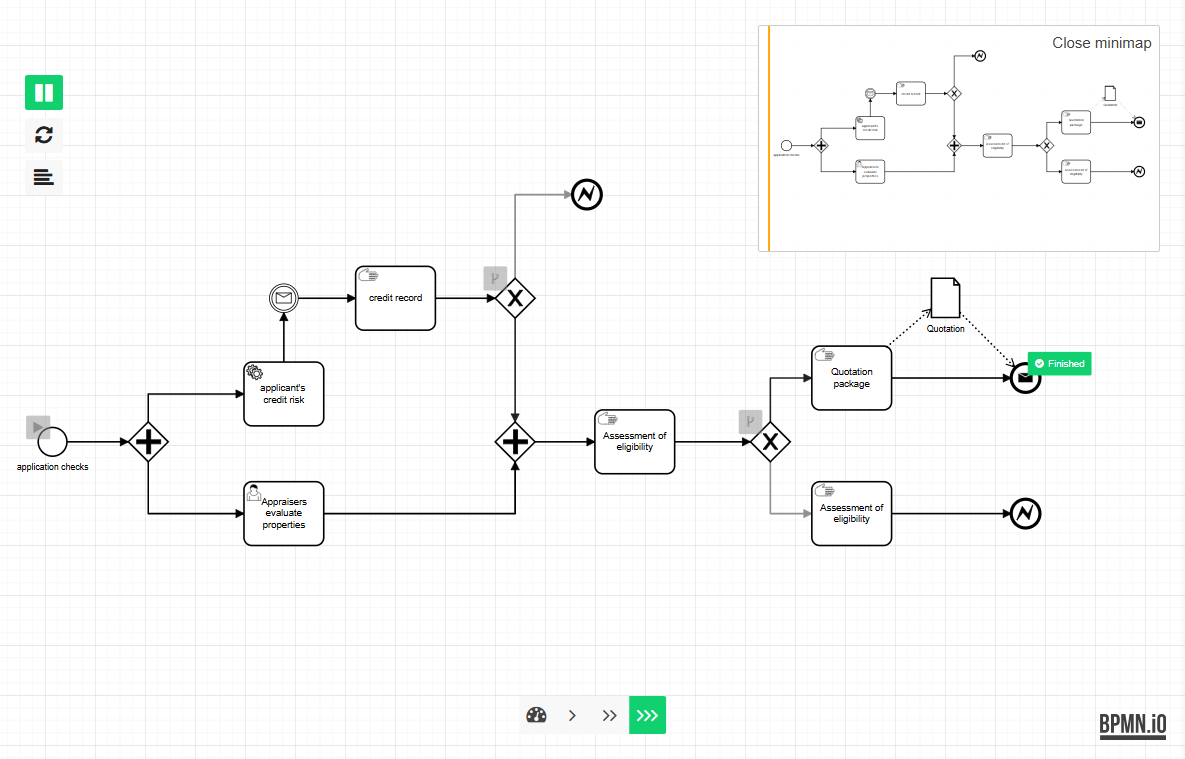 Close minimap
credit record
Quotation
Finished
Quotation
package
applicant's
credit risk
application checks
Assessment of
eligibility
Appraisers
evaluate
properties
Assessment of
eligibility
BPMN.iO